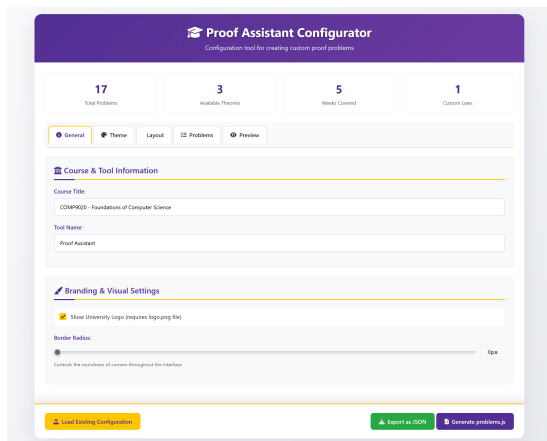 Proof Assistant Configurator
Configuration tool for creating custom proof problems
17
Total Problems
3
Available Theories
5
Weeks Covered
1
Custom Laws
General
Theme
Layout
Problems
Preview
Course & Tool Information
Course Title:
COMP9020 - Foundations of Computer Science
Tool Name:
Proof Assistant
Branding & Visual Settings
Show University Logo (requires logo.png file)
Border Radius:
0px
Controls the roundness of corners throughout the interface
Load Existing Configuration
Export as JSON
Generate problems.js